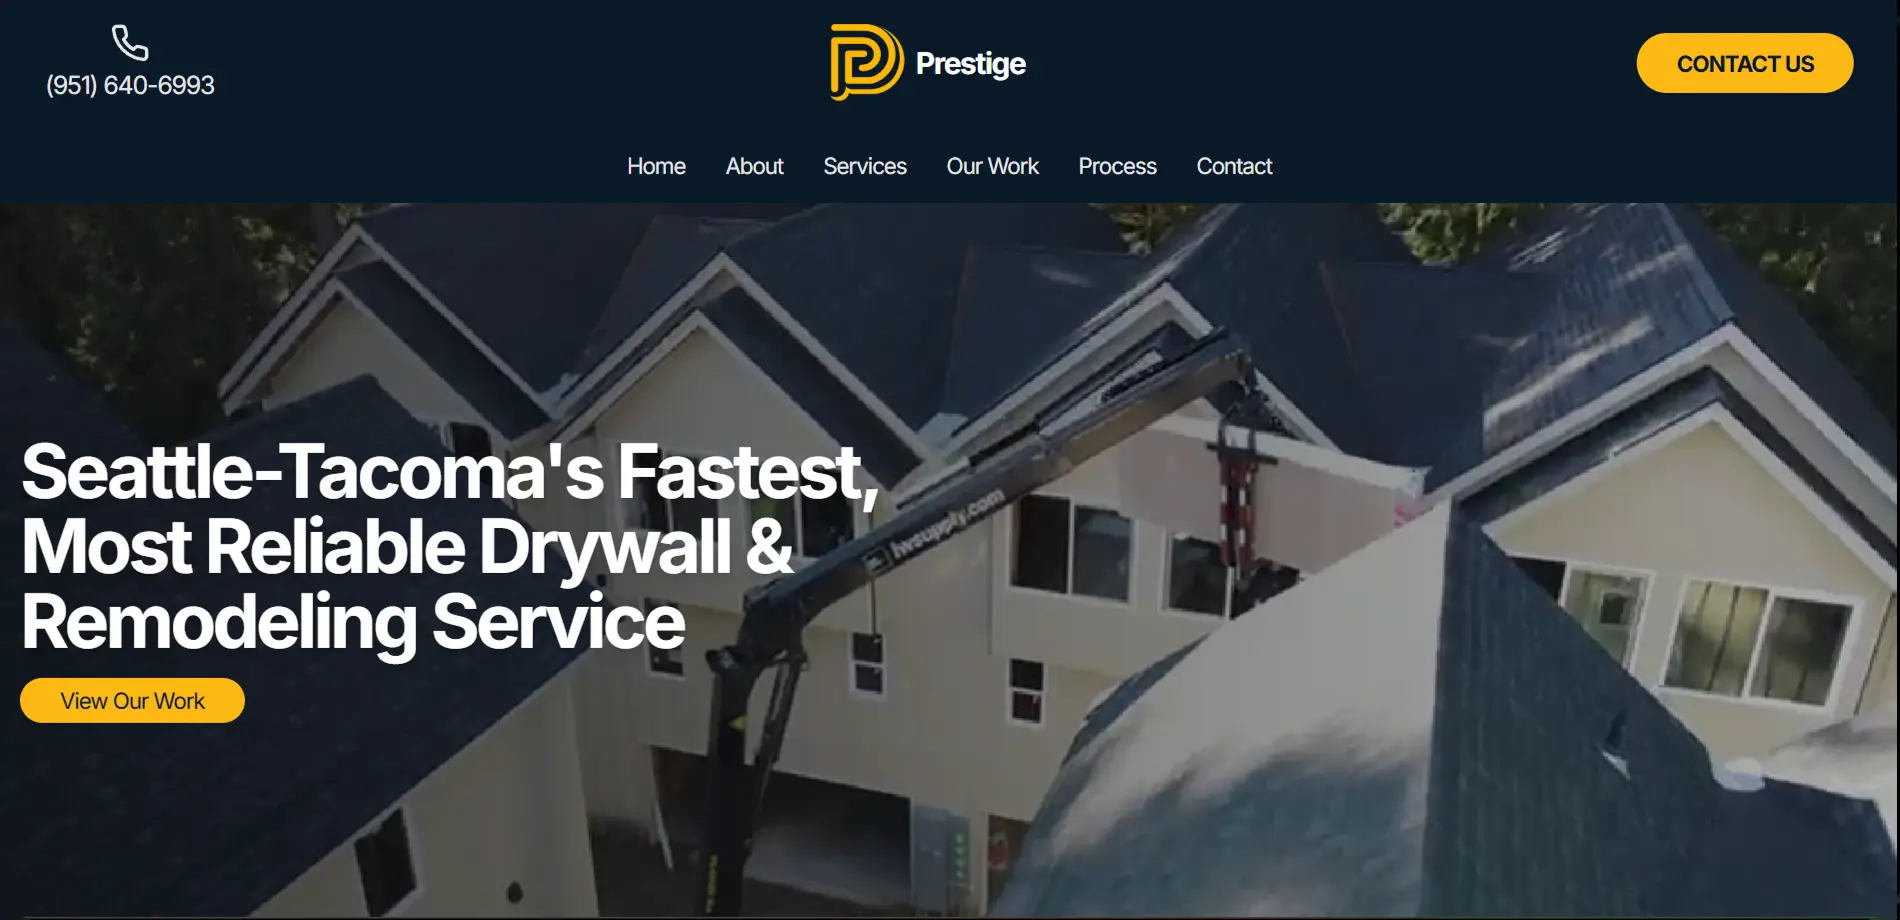 (951) 640-6993
Prestige
CONTACT US
Home About Services Our Work Process Contact
Seattle-Tacoma's Fastest,
Most Reliable Drywall &
Remodeling Service
lwsupply.com
View Our Work